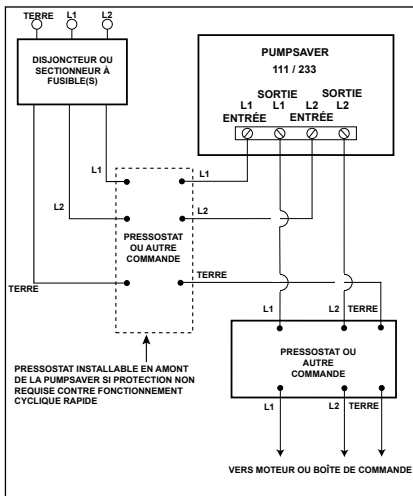 TERRE L1 L2
DISJONCTEUR OU
SECTIONNEUR À
FUSIBLE(S)
PUMPSAVER
111 / 233
SORTIE SORTIE
L1 L1 L2 L2
ENTRÉE ENTRÉE
L1
L1
L2
L2
PRESSOSTAT
OU AUTRE
COMMANDE
TERRE
TERRE
L1 L2 TERRE
PRESSOSTAT INSTALLABLE EN AMONT
DE LA PUMPSAVER SI PROTECTION NON
REQUISE CONTRE FONCTIONNEMENT
CYCLIQUE RAPIDE
PRESSOSTAT OU
AUTRE
COMMANDE
L1 L2 TERRE
VERS MOTEUR OU BOÎTE DE COMMANDE